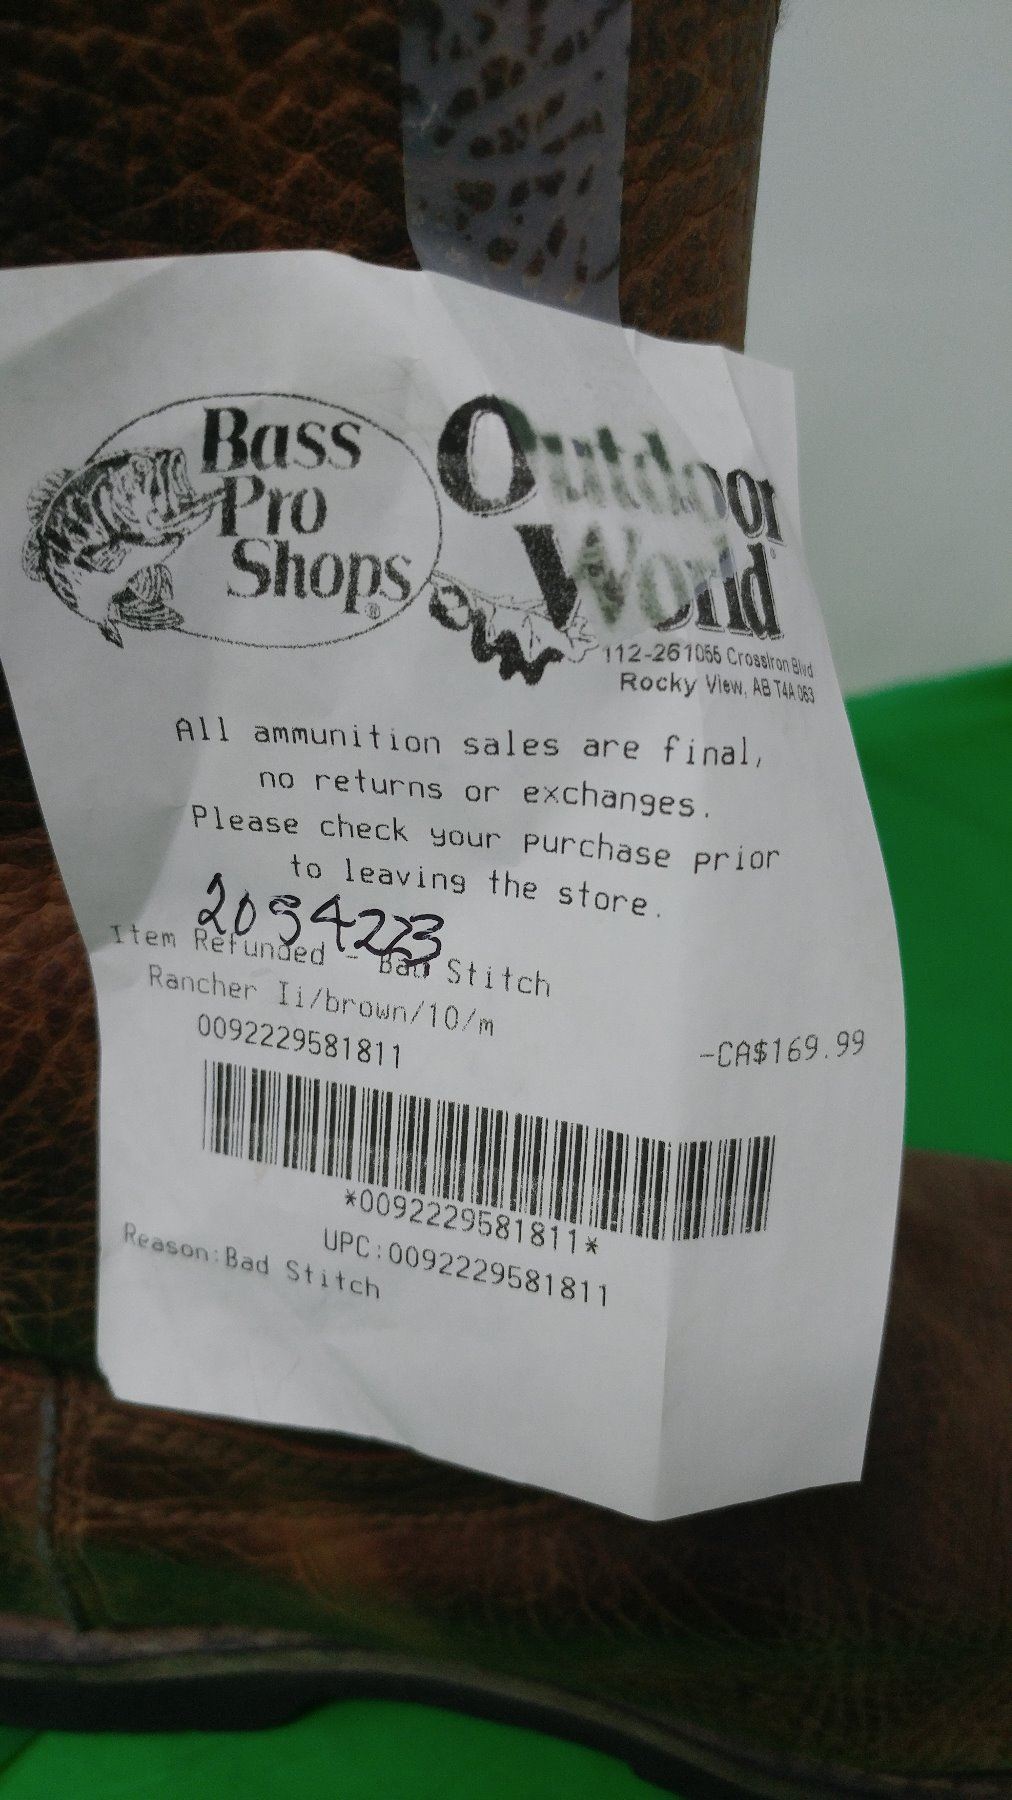 Bass
Pro
Shops®
Outdoor
World®
112-261055 CrossIron Blvd
Rocky View, AB T4A 0G3
All ammunition sales are final,
no returns or exchanges.
Please check your purchase prior
to leaving the store.
2054223
Item Refunded - Bad Stitch
Rancher Ii/brown/10/m
0092229581811 -CA$169.99
*0092229581811*
UPC:0092229581811
Reason:Bad Stitch